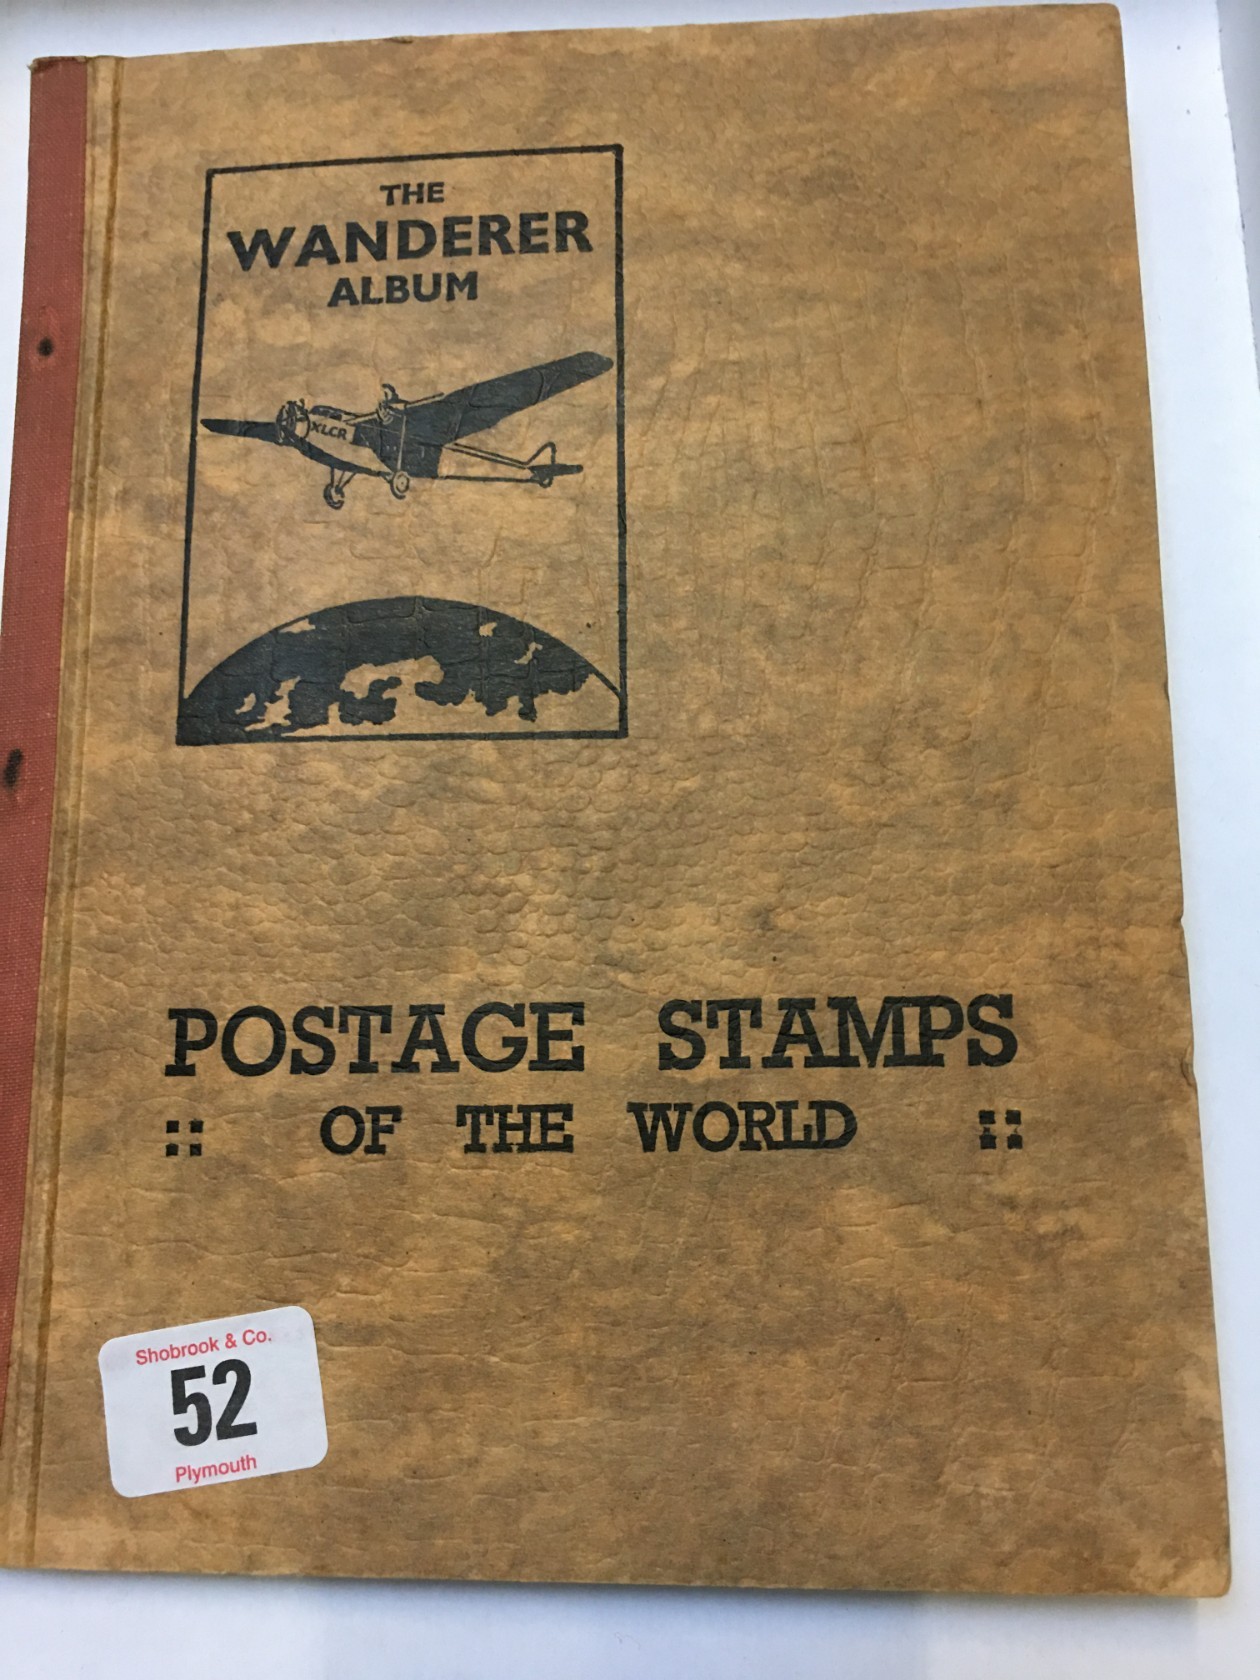 THE
WANDERER
ALBUM
XLCR
POSTAGE STAMPS
:: OF THE WORLD ::
Shobrook & Co.
52
Plymouth